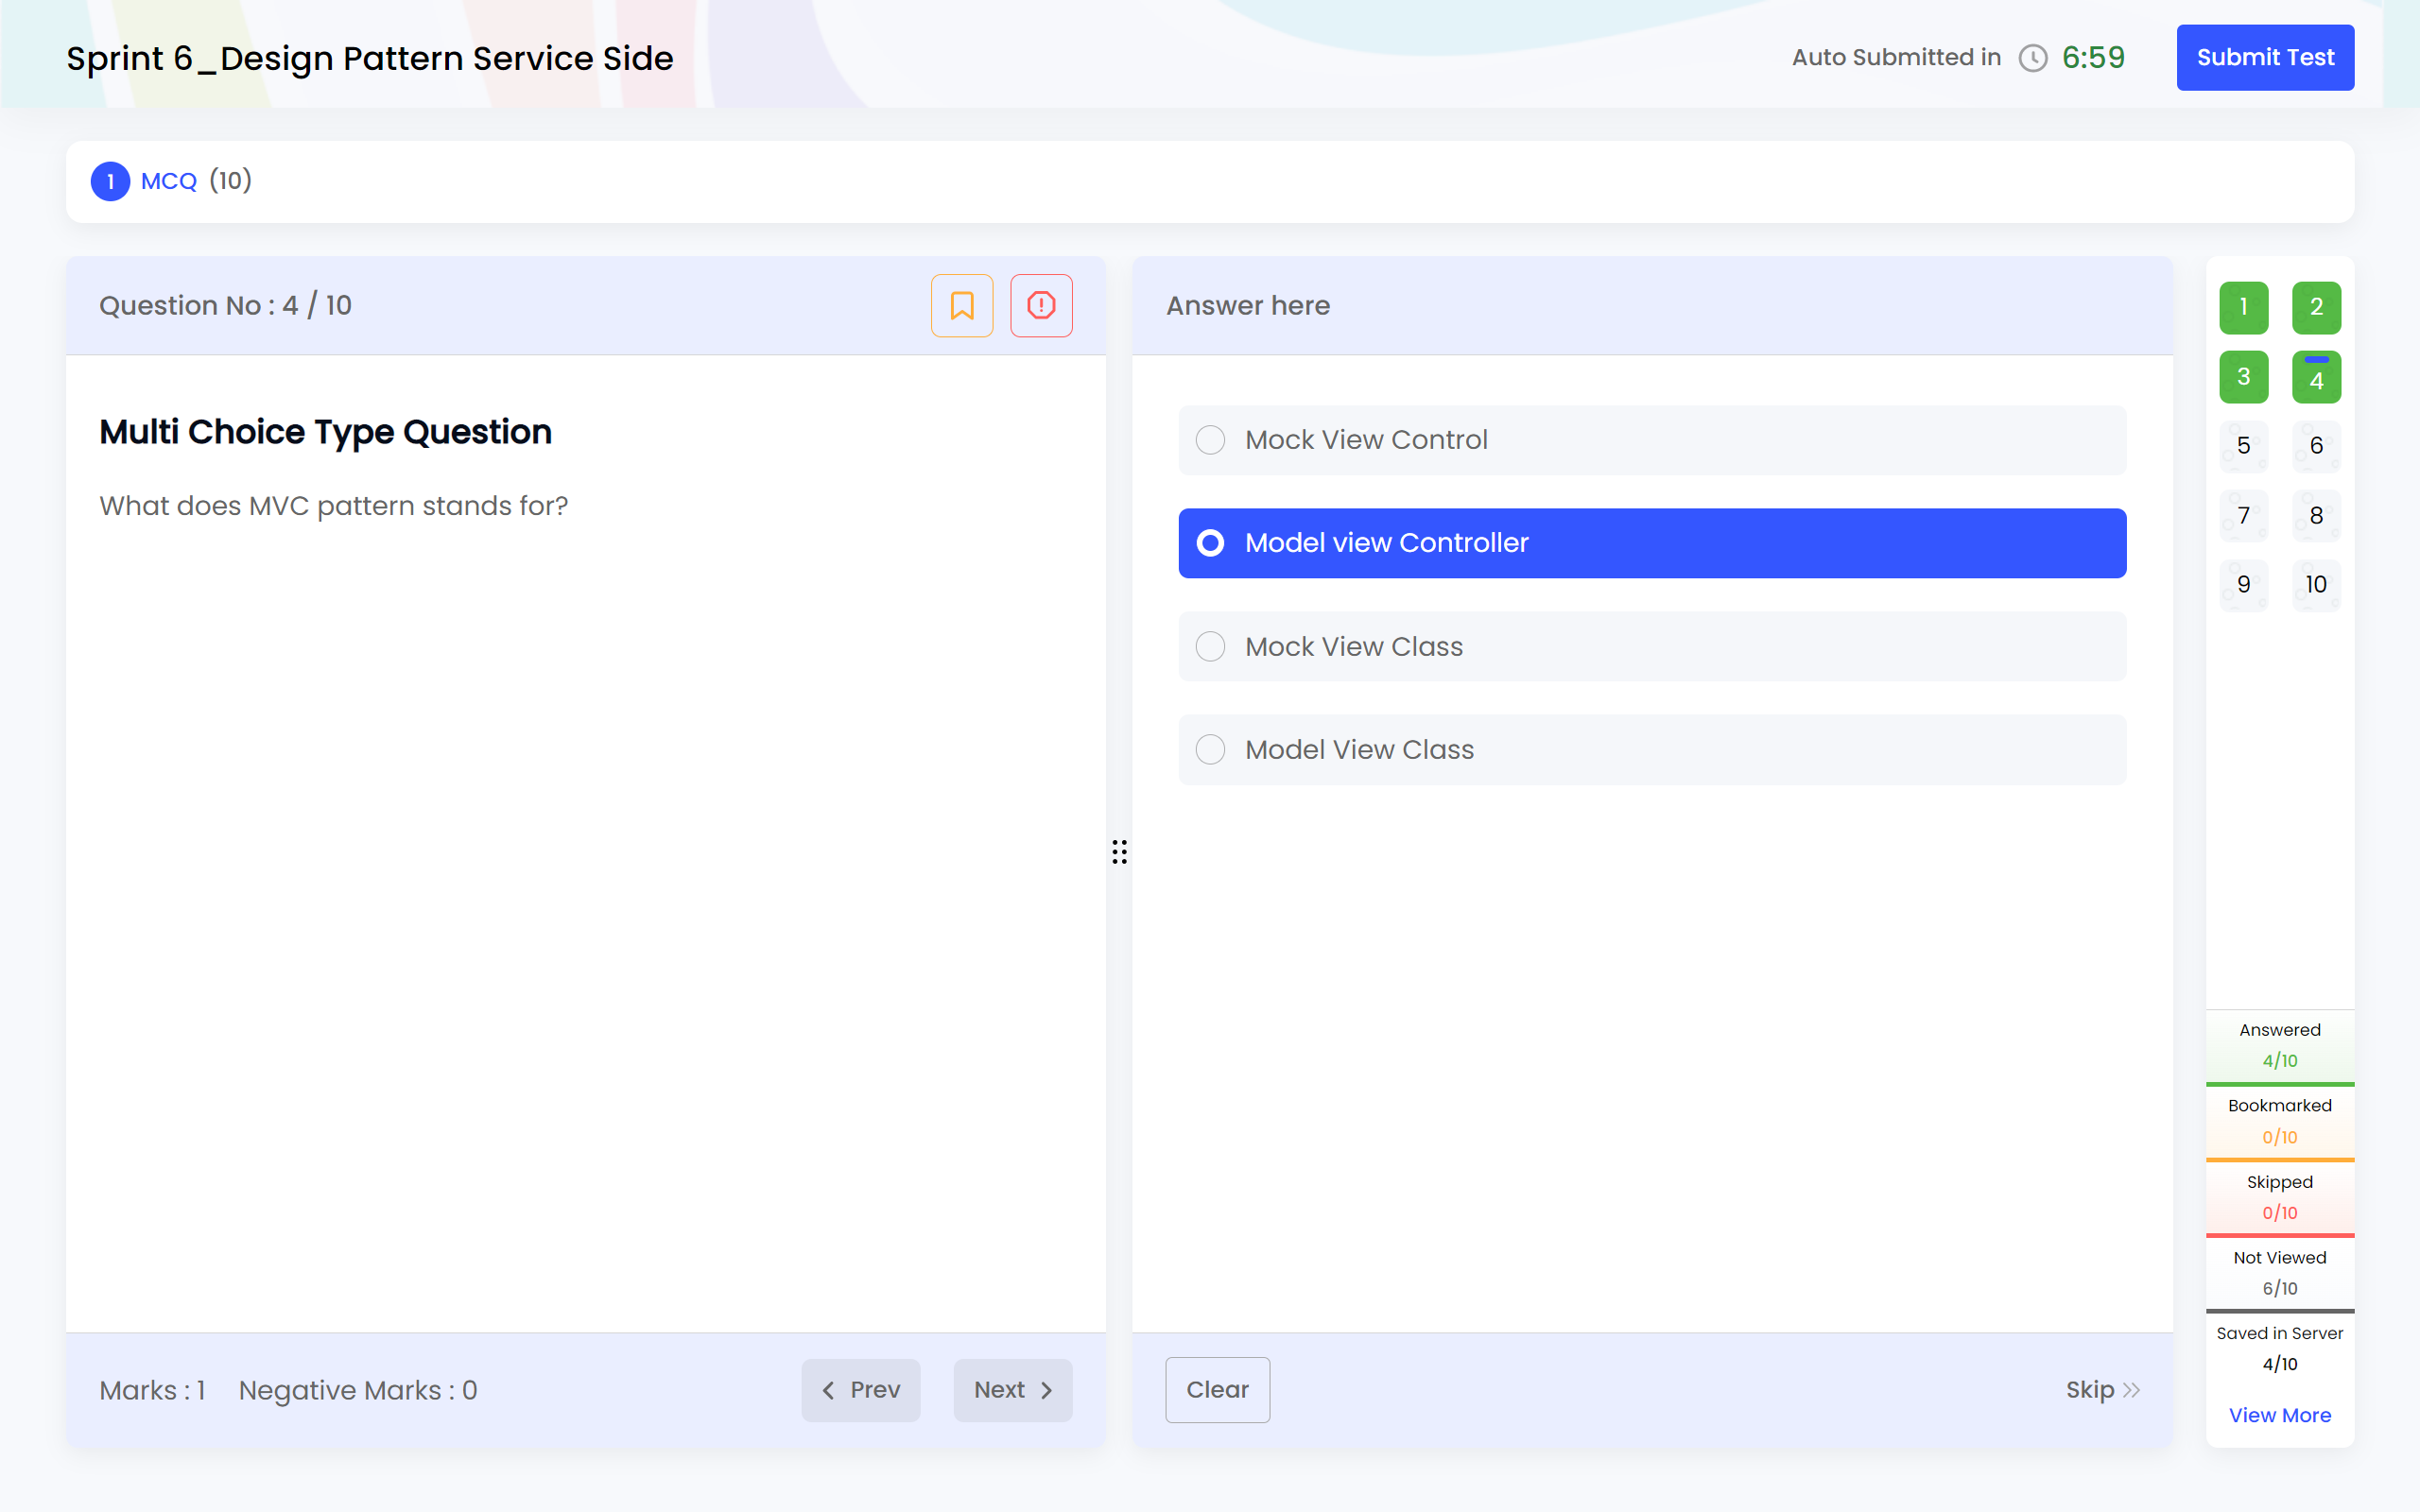 Sprint 6_Design Pattern Service Side
Auto Submitted in 6:59
Submit Test
1 MCQ (10)
Question No : 4 / 10
Multi Choice Type Question
What does MVC pattern stands for?
Marks : 1 Negative Marks : 0
Prev
Next
Answer here
Mock View Control
Model view Controller
Mock View Class
Model View Class
Clear
Skip
1 2
3 4
5 6
7 8
9 10
Answered
4/10
Bookmarked
0/10
Skipped
0/10
Not Viewed
6/10
Saved in Server
4/10
View More